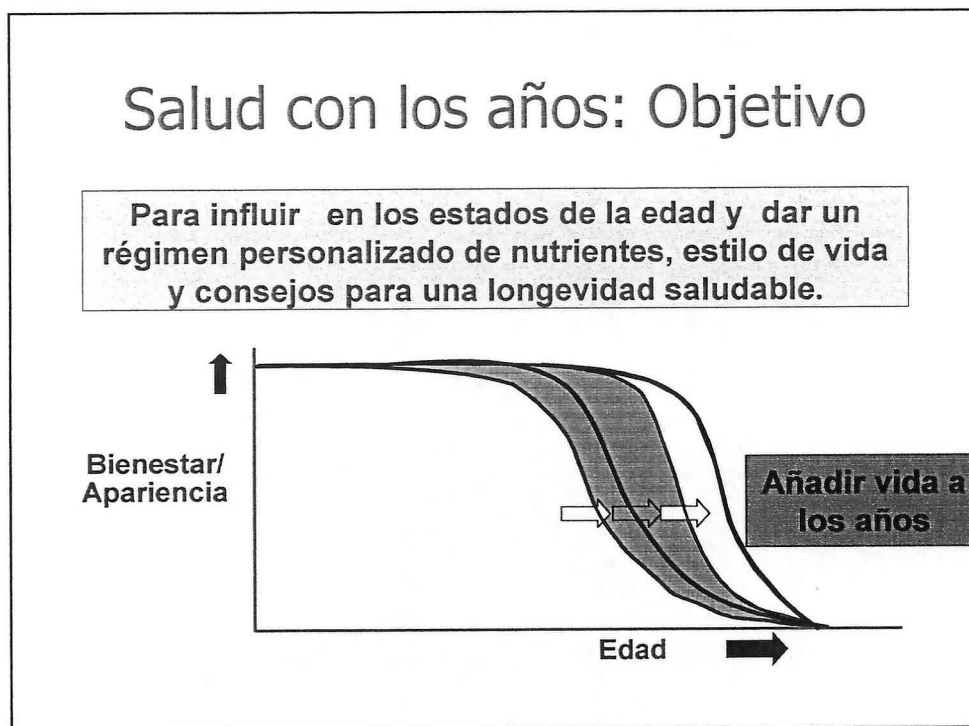 Salud con los años: Objetivo
Para influir en los estados de la edad y dar un
régimen personalizado de nutrientes, estilo de vida
y consejos para una longevidad saludable.
Bienestar/
Apariencia
Añadir vida a
los años
Edad